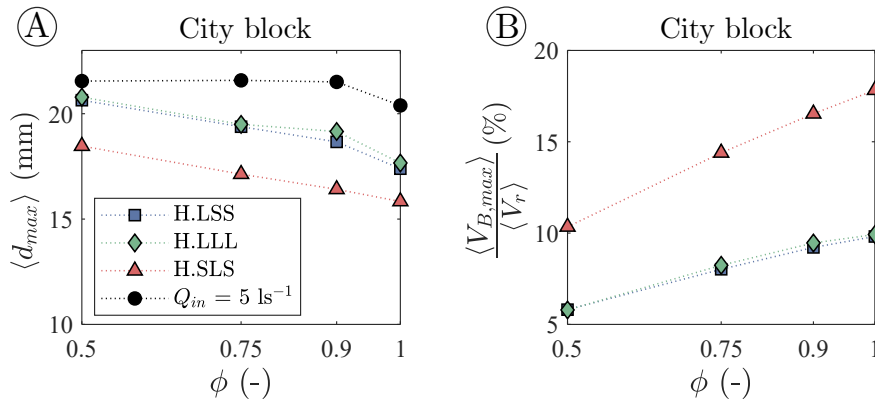 A City block
⟨d_max⟩ (mm)
20
15
10
H.LSS
H.LLL
H.SLS
Q_in = 5 ls⁻¹
0.5 0.75 0.9 1
ϕ (-)
B City block
⟨V_B,max⟩
⟨V_r⟩
(%)
20
15
10
5
0.5 0.75 0.9 1
ϕ (-)